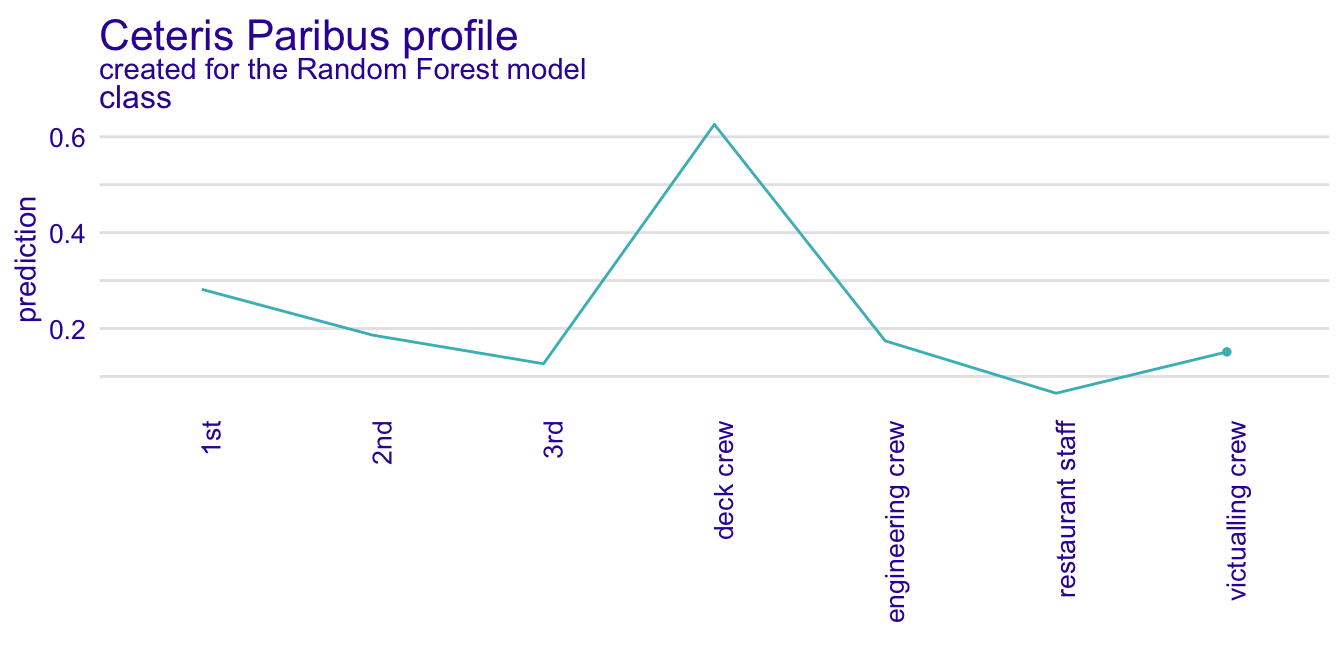 Ceteris Paribus profile
created for the Random Forest model
class
prediction
0.6
0.4
0.2
1st
2nd
3rd
deck crew
engineering crew
restaurant staff
victualling crew